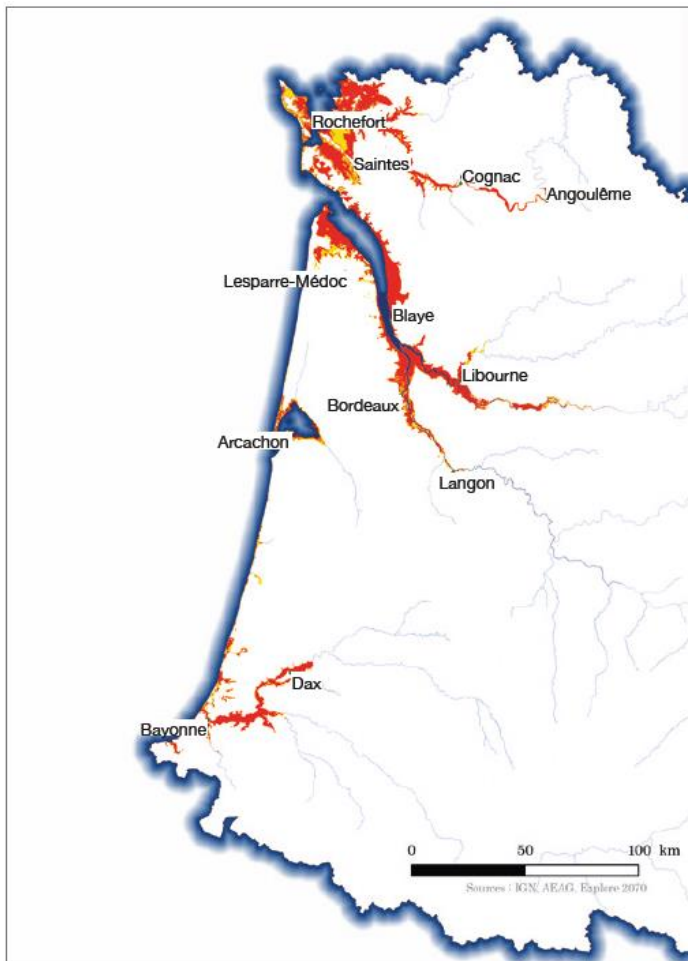 Rochefort
Saintes
Cognac
Angoulême
Lesparre-Médoc
Blaye
Libourne
Bordeaux
Arcachon
Langon
Dax
Bayonne
0 50 100 km
Sources : IGN, AEAG, Explore 2070